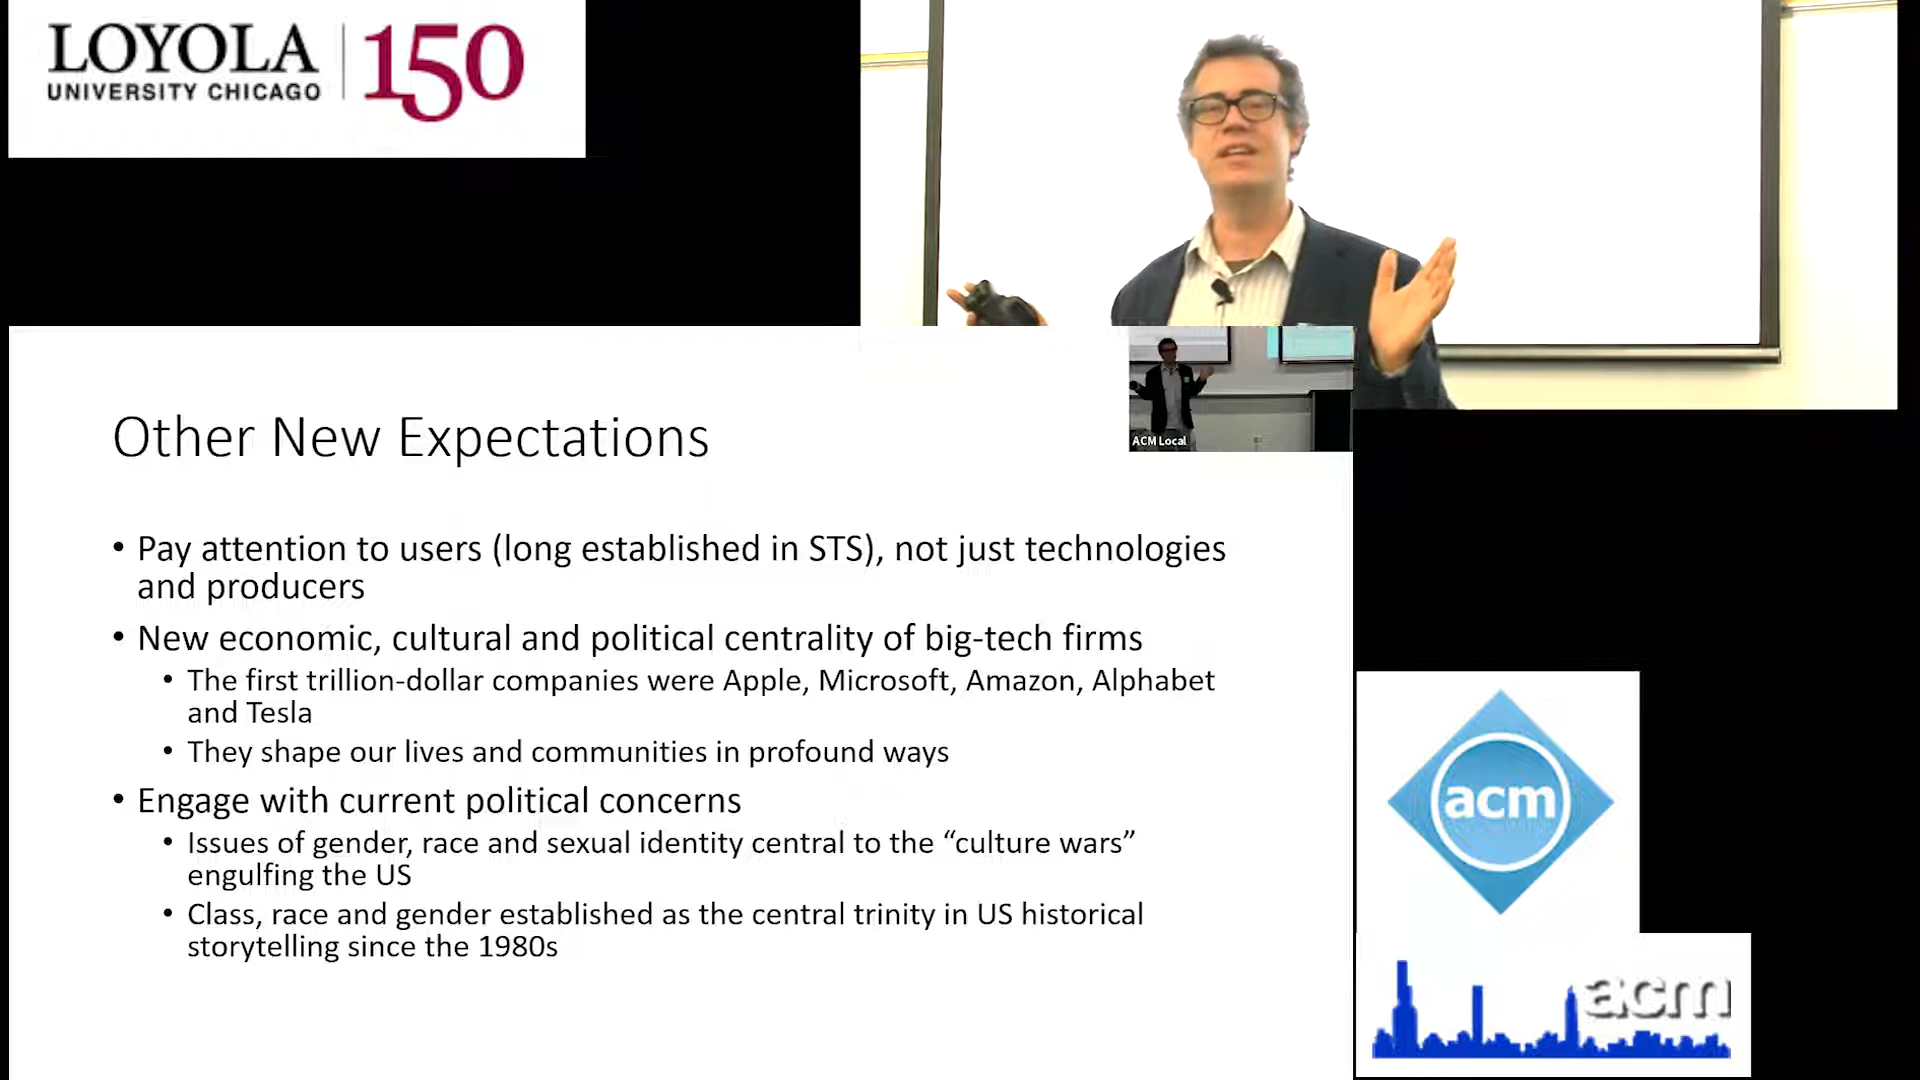 LOYOLA
UNIVERSITY CHICAGO
150
ACM Local
Other New Expectations
• Pay attention to users (long established in STS), not just technologies
and producers
• New economic, cultural and political centrality of big-tech firms
• The first trillion-dollar companies were Apple, Microsoft, Amazon, Alphabet
and Tesla
• They shape our lives and communities in profound ways
• Engage with current political concerns
• Issues of gender, race and sexual identity central to the “culture wars”
engulfing the US
• Class, race and gender established as the central trinity in US historical
storytelling since the 1980s
acm
acm